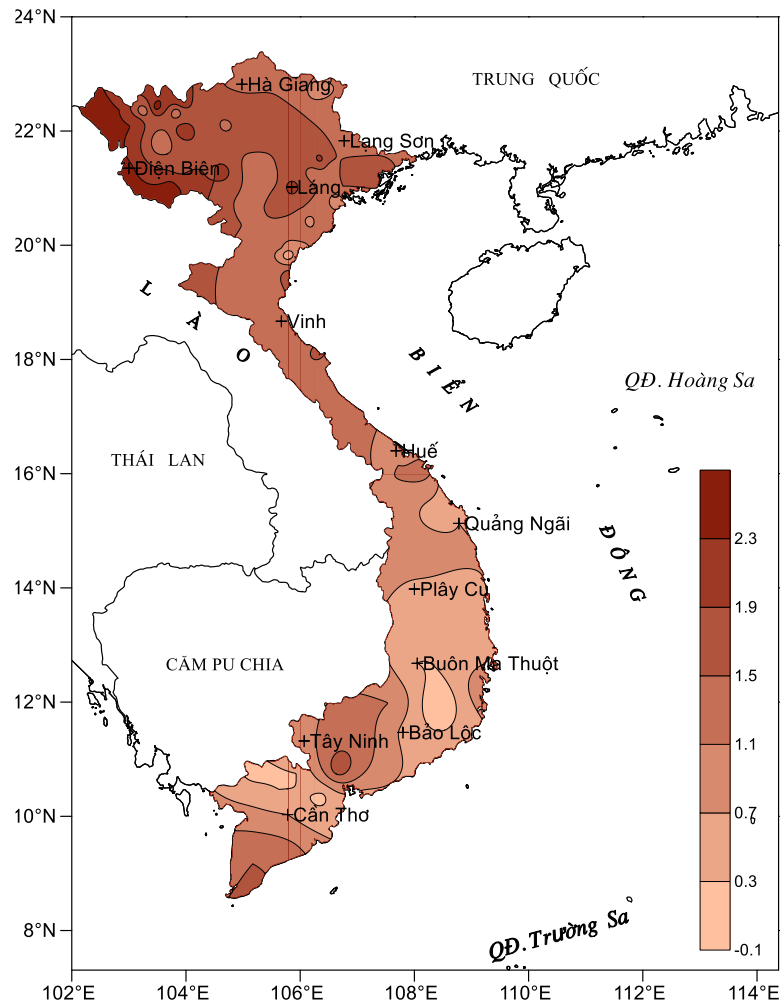 24°N
TRUNG QUỐC
Hà Giang
22°N
Lạng Sơn
Điện Biên
Láng
20°N
LÀO
Vinh
18°N
BIỂN
QĐ. Hoàng Sa
THÁI LAN
Huế
16°N
Quảng Ngãi
2.3
ĐÔNG
14°N
Plây Cu
1.9
CĂM PU CHIA
Buôn Ma Thuột
1.5
12°N
Bảo Lộc
Tây Ninh
1.1
10°N
Cần Thơ
0.7
0.3
8°N
QĐ. Trường Sa
-0.1
102°E 104°E 106°E 108°E 110°E 112°E 114°E